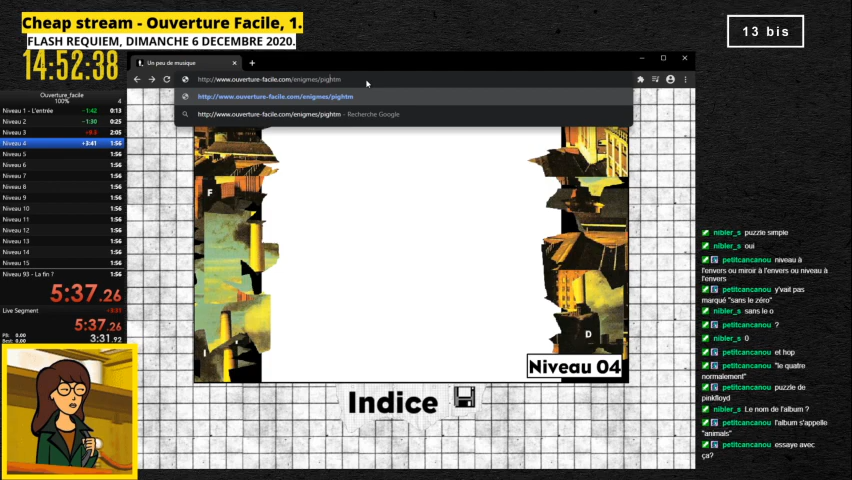 Cheap stream - Ouverture Facile, 1.
FLASH REQUIEM, DIMANCHE 6 DECEMBRE 2020.
14:52:38
13 bis
Un peu de musique
http://www.ouverture-facile.com/enigmes/pightm
http://www.ouverture-facile.com/enigmes/pightm
http://www.ouverture-facile.com/enigmes/pightm - Recherche Google
Ouverture_facile
100% 4
Niveau 1 - L'entrée -1:42 0:13
Niveau 2 -1:30 0:25
Niveau 3 2:05
Niveau 4 +3:41 1:56
Niveau 5 1:56
Niveau 6 1:56
Niveau 7 1:56
Niveau 8 1:56
Niveau 9 1:56
Niveau 10 1:56
Niveau 11 1:56
Niveau 12 1:56
Niveau 13 1:56
Niveau 14 1:56
Niveau 15 1:56
Niveau 93 - La fin ? 1:56
5:37.26
Live Segment +3:31
5:37.26
PB: 0.00
Best: 0.00
3:31.92
F
I
D
Niveau 04
Indice
nibler_s puzzle simple
nibler_s oui
petitcancanou niveau à
l'envers ou miroir à l'envers ou niveau à
l'envers
petitcancanou y'vait pas
marqué "sans le zéro"
nibler_s sans le o
petitcancanou ?
nibler_s 0
petitcancanou et hop
petitcancanou "le quatre
normalement"
petitcancanou puzzle de
pinkfloyd
nibler_s Le nom de l'album ?
petitcancanou l'album s'appelle
"animals"
petitcancanou essaye avec
ça?